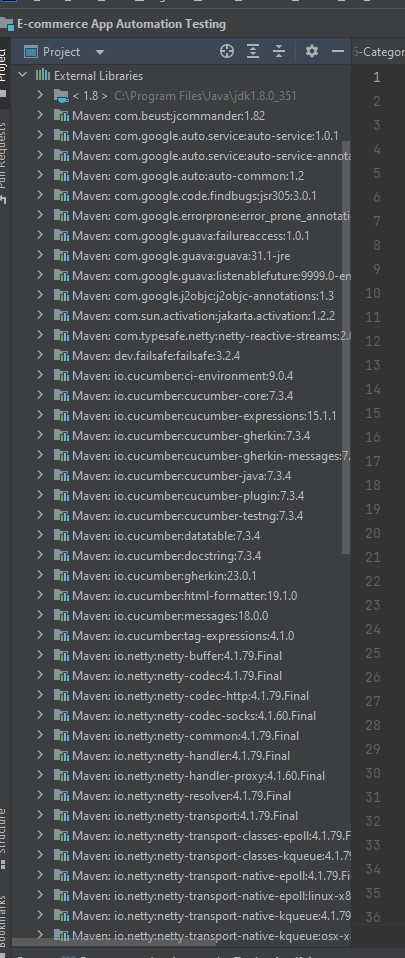 E-commerce App Automation Testing
Project
Project
5-Categor
External Libraries
< 1.8 > C:\Program Files\Java\jdk1.8.0_351
Maven: com.beust:jcommander:1.82
Maven: com.google.auto.service:auto-service:1.0.1
Maven: com.google.auto.service:auto-service-annota
Maven: com.google.auto:auto-common:1.2
Maven: com.google.code.findbugs:jsr305:3.0.1
Maven: com.google.errorprone:error_prone_annotati
Maven: com.google.guava:failureaccess:1.0.1
Maven: com.google.guava:guava:31.1-jre
Maven: com.google.guava:listenablefuture:9999.0-em
Maven: com.google.j2objc:j2objc-annotations:1.3
Maven: com.sun.activation:jakarta.activation:1.2.2
Maven: com.typesafe.netty:netty-reactive-streams:2.0
Maven: dev.failsafe:failsafe:3.2.4
Maven: io.cucumber:ci-environment:9.0.4
Maven: io.cucumber:cucumber-core:7.3.4
Maven: io.cucumber:cucumber-expressions:15.1.1
Maven: io.cucumber:cucumber-gherkin:7.3.4
Maven: io.cucumber:cucumber-gherkin-messages:7.
Maven: io.cucumber:cucumber-java:7.3.4
Maven: io.cucumber:cucumber-plugin:7.3.4
Maven: io.cucumber:cucumber-testng:7.3.4
Maven: io.cucumber:datatable:7.3.4
Maven: io.cucumber:docstring:7.3.4
Maven: io.cucumber:gherkin:23.0.1
Maven: io.cucumber:html-formatter:19.1.0
Maven: io.cucumber:messages:18.0.0
Maven: io.cucumber:tag-expressions:4.1.0
Maven: io.netty:netty-buffer:4.1.79.Final
Maven: io.netty:netty-codec:4.1.79.Final
Maven: io.netty:netty-codec-http:4.1.79.Final
Maven: io.netty:netty-codec-socks:4.1.60.Final
Maven: io.netty:netty-common:4.1.79.Final
Maven: io.netty:netty-handler:4.1.79.Final
Maven: io.netty:netty-handler-proxy:4.1.60.Final
Maven: io.netty:netty-resolver:4.1.79.Final
Maven: io.netty:netty-transport:4.1.79.Final
Maven: io.netty:netty-transport-classes-epoll:4.1.79.F
Maven: io.netty:netty-transport-classes-kqueue:4.1.79
Maven: io.netty:netty-transport-native-epoll:4.1.79.Fi
Maven: io.netty:netty-transport-native-epoll:linux-x8
Maven: io.netty:netty-transport-native-kqueue:4.1.79
Maven: io.netty:netty-transport-native-kqueue:osx-x
Pull Requests
Structure
Bookmarks
1
2
3
4
5
6
7
8
9
10
11
12
13
14
15
16
17
18
19
20
21
22
23
24
25
26
27
28
29
30
31
32
33
34
35
36